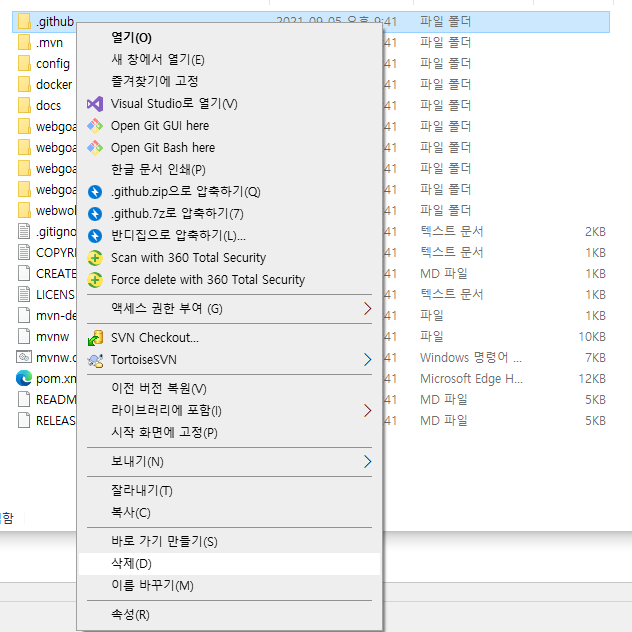 .github 2021-09-05 오후 9:41 파일 폴더
.mvn 41 파일 폴더
config 41 파일 폴더
docker 41 파일 폴더
docs 41 파일 폴더
webgoa 41 파일 폴더
webgoa 41 파일 폴더
webgoa 41 파일 폴더
webgoa 41 파일 폴더
webwol 41 파일 폴더
.gitigno 41 텍스트 문서 2KB
COPYRI 41 텍스트 문서 1KB
CREATE 41 MD 파일 1KB
LICENS 41 텍스트 문서 1KB
mvn-de 41 파일 1KB
mvnw 41 파일 10KB
mvnw.c 41 Windows 명령어 ... 7KB
pom.xm 41 Microsoft Edge H... 12KB
READM 41 MD 파일 5KB
RELEAS 41 MD 파일 5KB
함
열기(O)
새 창에서 열기(E)
즐겨찾기에 고정
Visual Studio로 열기(V)
Open Git GUI here
Open Git Bash here
한글 문서 인쇄(P)
.github.zip으로 압축하기(Q)
.github.7z로 압축하기(7)
반디집으로 압축하기(L)...
Scan with 360 Total Security
Force delete with 360 Total Security
액세스 권한 부여 (G)
SVN Checkout...
TortoiseSVN
이전 버전 복원(V)
라이브러리에 포함(I)
시작 화면에 고정(P)
보내기(N)
잘라내기(T)
복사(C)
바로 가기 만들기(S)
삭제(D)
이름 바꾸기(M)
속성(R)